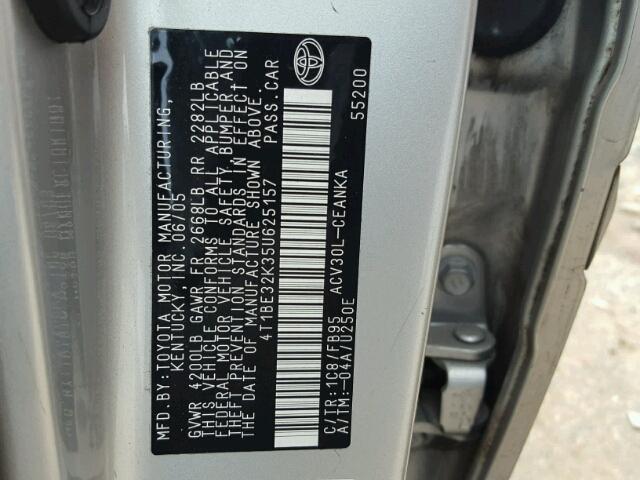 MFD. BY: TOYOTA MOTOR MANUFACTURING,
KENTUCKY, INC. 06/05
GVWR 4200LB GAWR FR 2668LB RR 2282LB
THIS VEHICLE CONFORMS TO ALL APPLICABLE
FEDERAL MOTOR VEHICLE SAFETY, BUMPER, AND
THEFT PREVENTION STANDARDS IN EFFECT ON
THE DATE OF MANUFACTURE SHOWN ABOVE.
4T1BE32K35U625157 PASS.CAR
C/TR:1C8/FB95 ACV30L-CEANKA
A/TM:-04A/U250E
55200